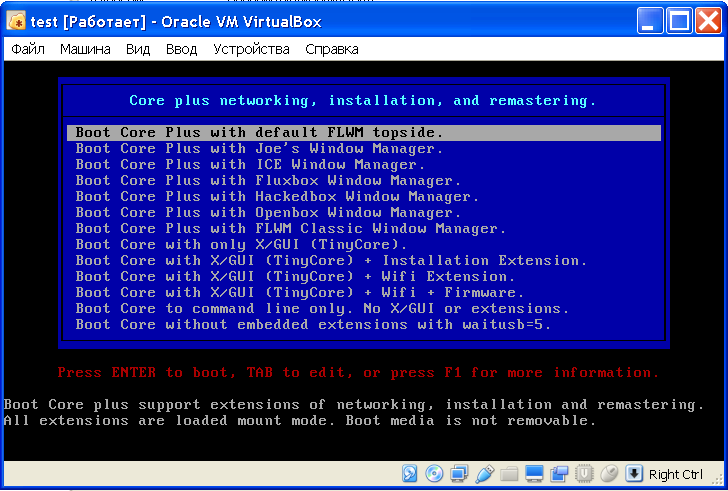 test [Работает] - Oracle VM VirtualBox
Файл Машина Вид Ввод Устройства Справка
Core plus networking, installation, and remastering.
Boot Core Plus with default FLWM topside.
Boot Core Plus with Joe's Window Manager.
Boot Core Plus with ICE Window Manager.
Boot Core Plus with Fluxbox Window Manager.
Boot Core Plus with Hackedbox Window Manager.
Boot Core Plus with Openbox Window Manager.
Boot Core Plus with FLWM Classic Window Manager.
Boot Core with only X/GUI (TinyCore).
Boot Core with X/GUI (TinyCore) + Installation Extension.
Boot Core with X/GUI (TinyCore) + Wifi Extension.
Boot Core with X/GUI (TinyCore) + Wifi + Firmware.
Boot Core to command line only. No X/GUI or extensions.
Boot Core without embedded extensions with waitusb=5.
Press ENTER to boot, TAB to edit, or press F1 for more information.
Boot Core plus support extensions of networking, installation and remastering.
All extensions are loaded mount mode. Boot media is not removable.
Right Ctrl